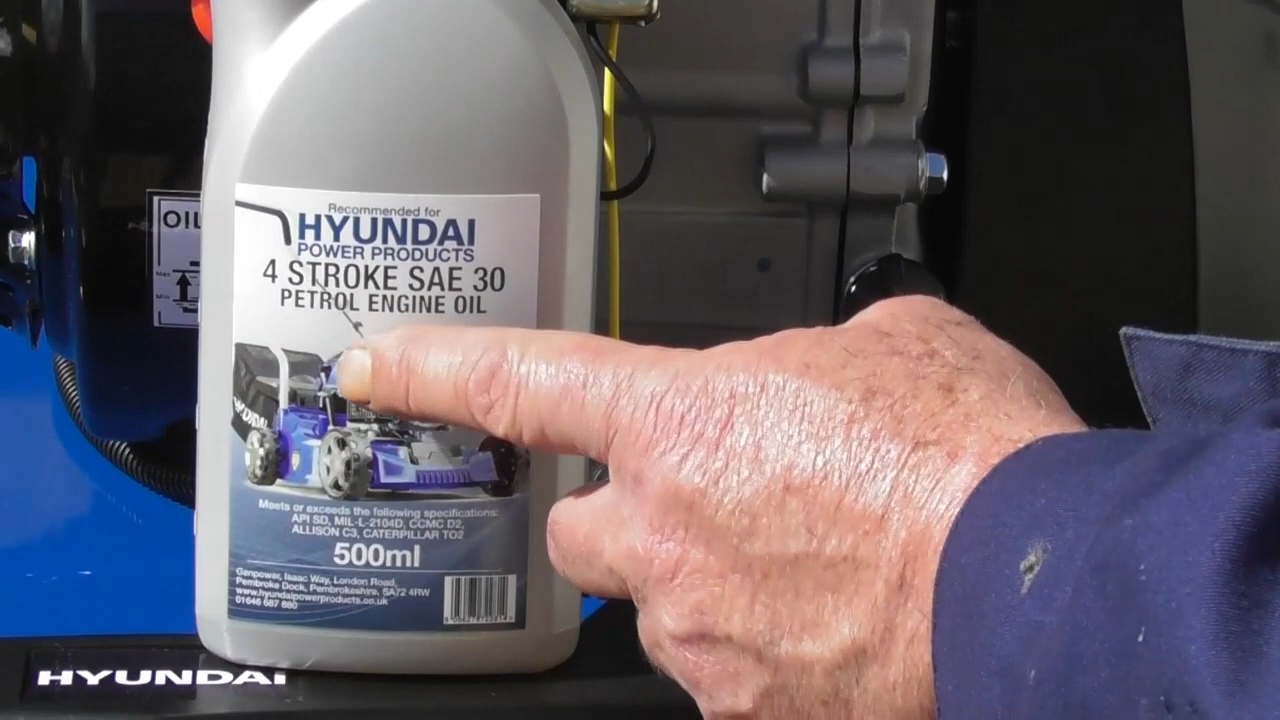 OIL
Max
Min
Recommended for
HYUNDAI
POWER PRODUCTS
4 STROKE SAE 30
PETROL ENGINE OIL
Meets or exceeds the following specifications:
API SD, MIL-L-2104D, CCMC D2,
ALLISON C3, CATERPILLAR TO2
500ml
Genpower, Isaac Way, London Road,
Pembroke Dock, Pembrokeshire, SA72 4RW
www.hyundaipowerproducts.co.uk
01646 687 880
HYUNDAI